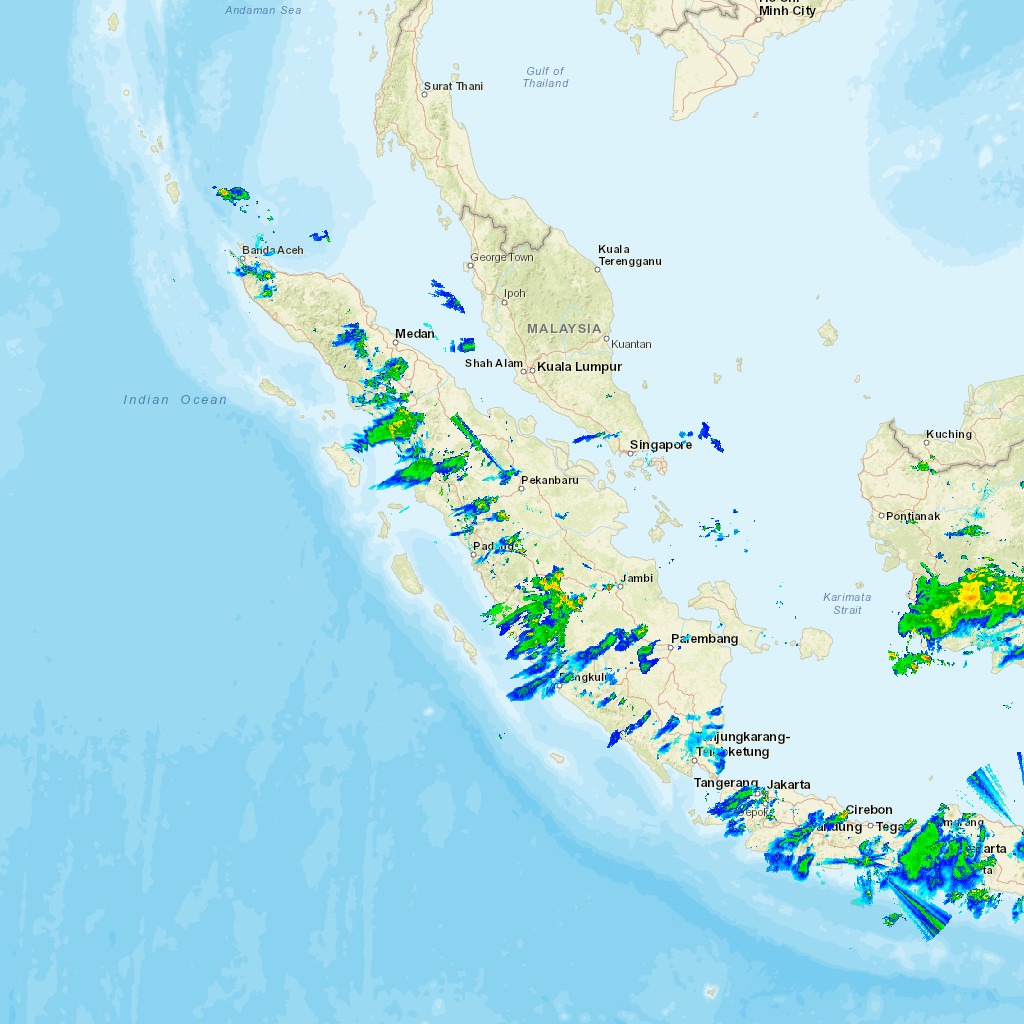 Andaman Sea
Minh City
Gulf of
Thailand
Surat Thani
Banda Aceh
George Town
Kuala
Terengganu
Ipoh
MALAYSIA
Medan
Kuantan
Shah Alam
Kuala Lumpur
Indian Ocean
Singapore
Kuching
Pekanbaru
Pontianak
Jambi
Karimata
Strait
Palembang
Tangerang
Jakarta
Cirebon